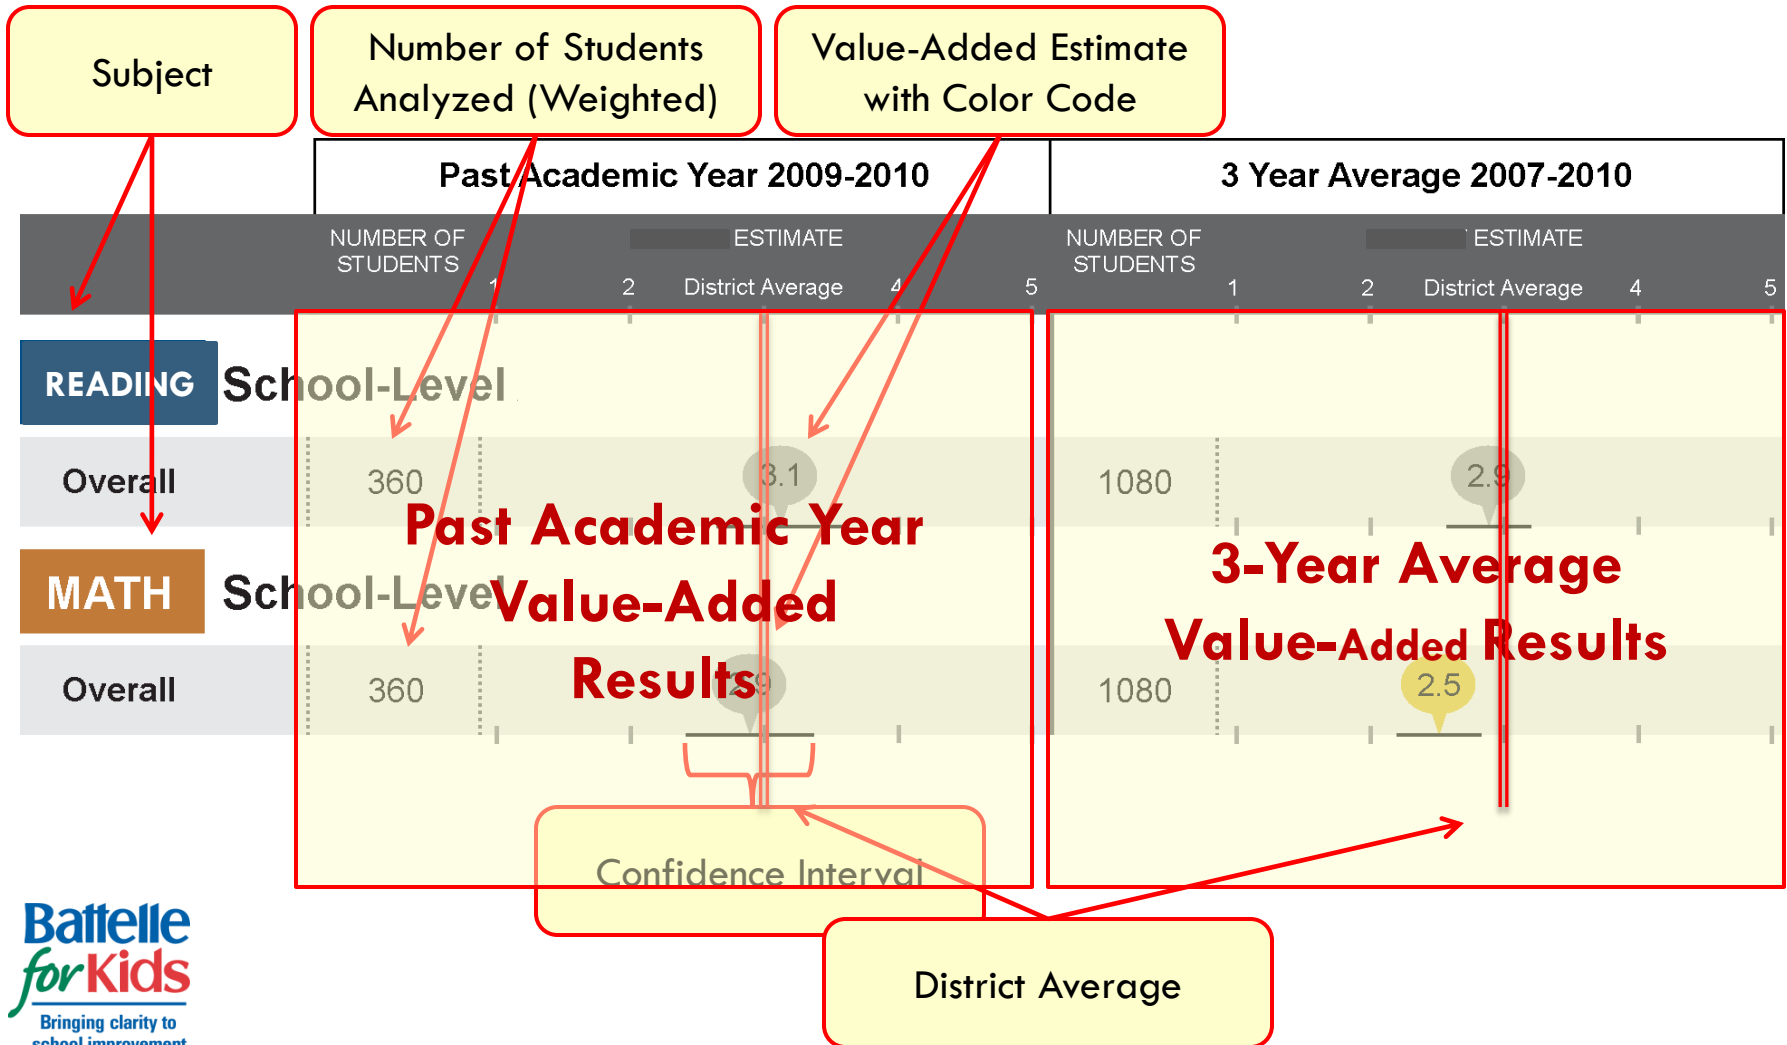 Subject
Number of Students
Analyzed (Weighted)
Value-Added Estimate
with Color Code
Past Academic Year 2009-2010
3 Year Average 2007-2010
NUMBER OF
STUDENTS
ESTIMATE
1 2 District Average 4 5
NUMBER OF
STUDENTS
ESTIMATE
1 2 District Average 4 5
READING School-Level
Overall 360 3.1 1080 2.9
Past Academic Year
Value-Added
Results
3-Year Average
Value-Added Results
MATH School-Level
Overall 360 2.9 1080 2.5
Confidence Interval
District Average
Battelle
for Kids
Bringing clarity to
school improvement